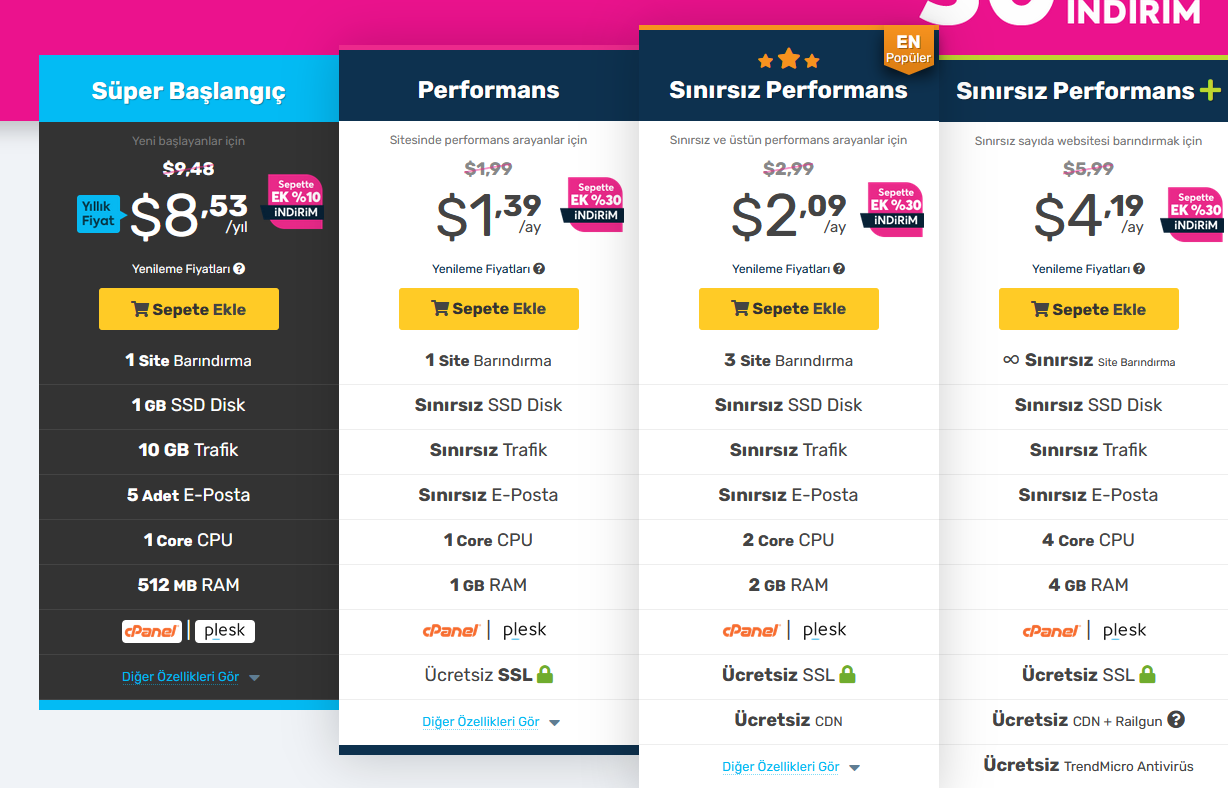 İNDİRİM
EN
Popüler
Süper Başlangıç
Yeni başlayanlar için
$9,48
Yıllık
Fiyat
$8,53
/yıl
Sepette
EK %10
İNDİRİM
Yenileme Fiyatları ?
Sepete Ekle
1 Site Barındırma
1 GB SSD Disk
10 GB Trafik
5 Adet E-Posta
1 Core CPU
512 MB RAM
cPanel | plesk
Diğer Özellikleri Gör
Performans
Sitesinde performans arayanlar için
$1,99
$1,39
/ay
Sepette
EK %30
İNDİRİM
Yenileme Fiyatları ?
Sepete Ekle
1 Site Barındırma
Sınırsız SSD Disk
Sınırsız Trafik
Sınırsız E-Posta
1 Core CPU
1 GB RAM
cPanel | plesk
Ücretsiz SSL
Diğer Özellikleri Gör
Sınırsız Performans
Sınırsız ve üstün performans arayanlar için
$2,99
$2,09
/ay
Sepette
EK %30
İNDİRİM
Yenileme Fiyatları ?
Sepete Ekle
3 Site Barındırma
Sınırsız SSD Disk
Sınırsız Trafik
Sınırsız E-Posta
2 Core CPU
2 GB RAM
cPanel | plesk
Ücretsiz SSL
Ücretsiz CDN
Diğer Özellikleri Gör
Sınırsız Performans +
Sınırsız sayıda websitesi barındırmak için
$5,99
$4,19
/ay
Sepette
EK %30
İNDİRİM
Yenileme Fiyatları ?
Sepete Ekle
∞ Sınırsız Site Barındırma
Sınırsız SSD Disk
Sınırsız Trafik
Sınırsız E-Posta
4 Core CPU
4 GB RAM
cPanel | plesk
Ücretsiz SSL
Ücretsiz CDN + Railgun ?
Ücretsiz TrendMicro Antivirüs